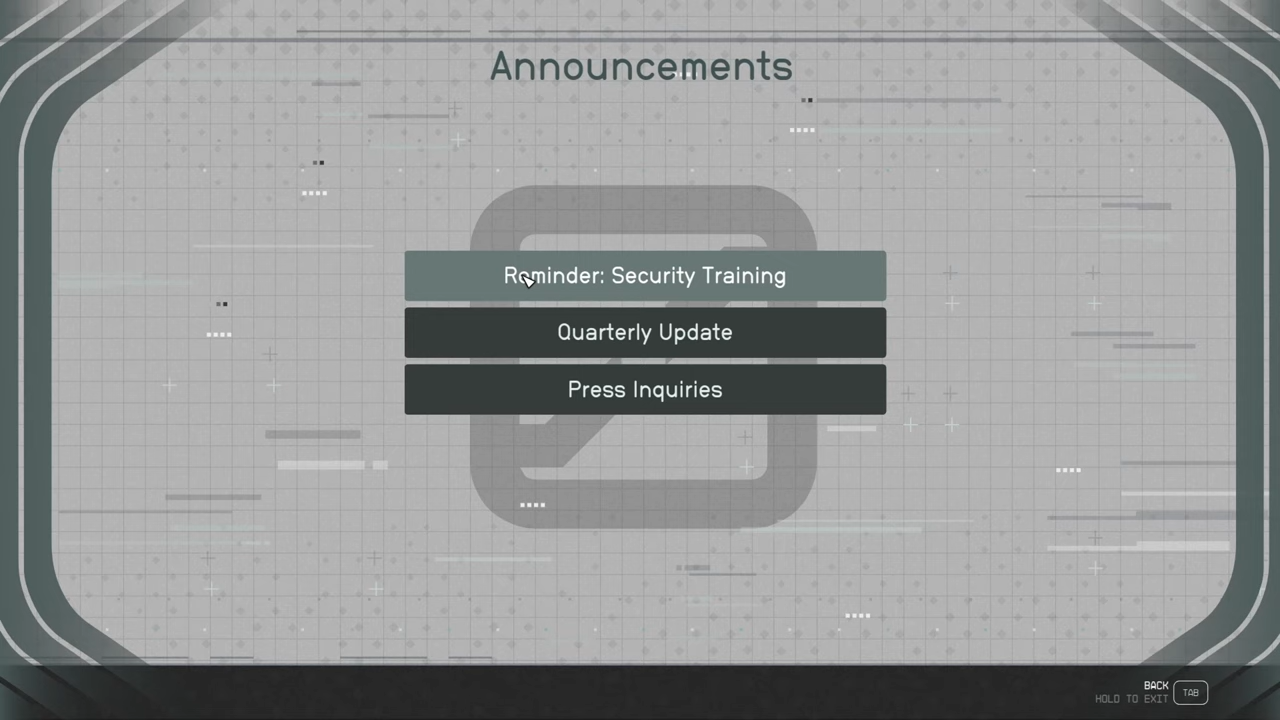 Announcements
Reminder: Security Training
Quarterly Update
Press Inquiries
BACK
HOLD TO EXIT
TAB